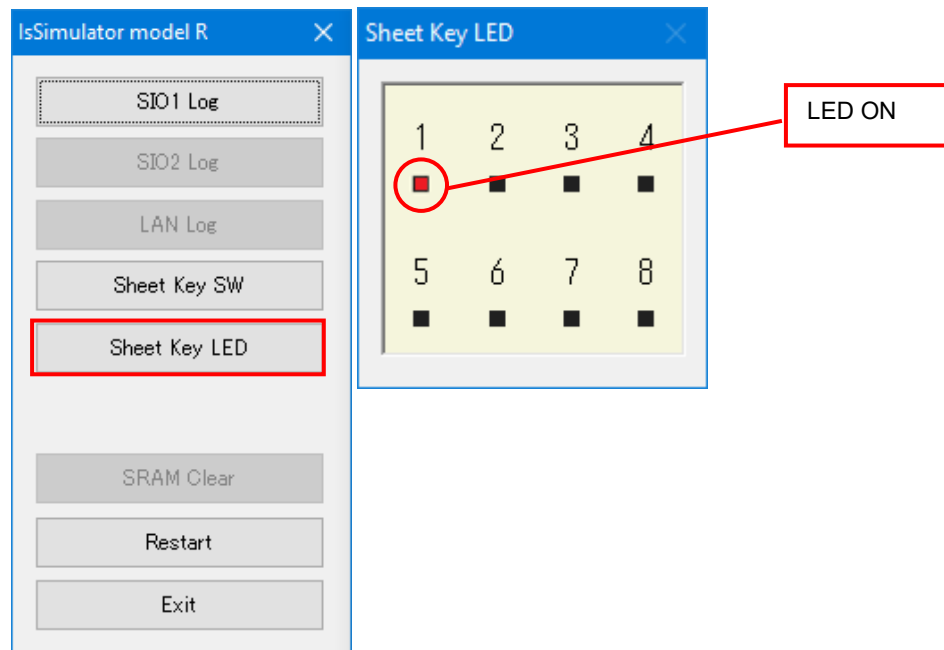 IsSimulator model R
SIO1 Log
SIO2 Log
LAN Log
Sheet Key SW
Sheet Key LED
SRAM Clear
Restart
Exit
Sheet Key LED
1 2 3 4
5 6 7 8
LED ON